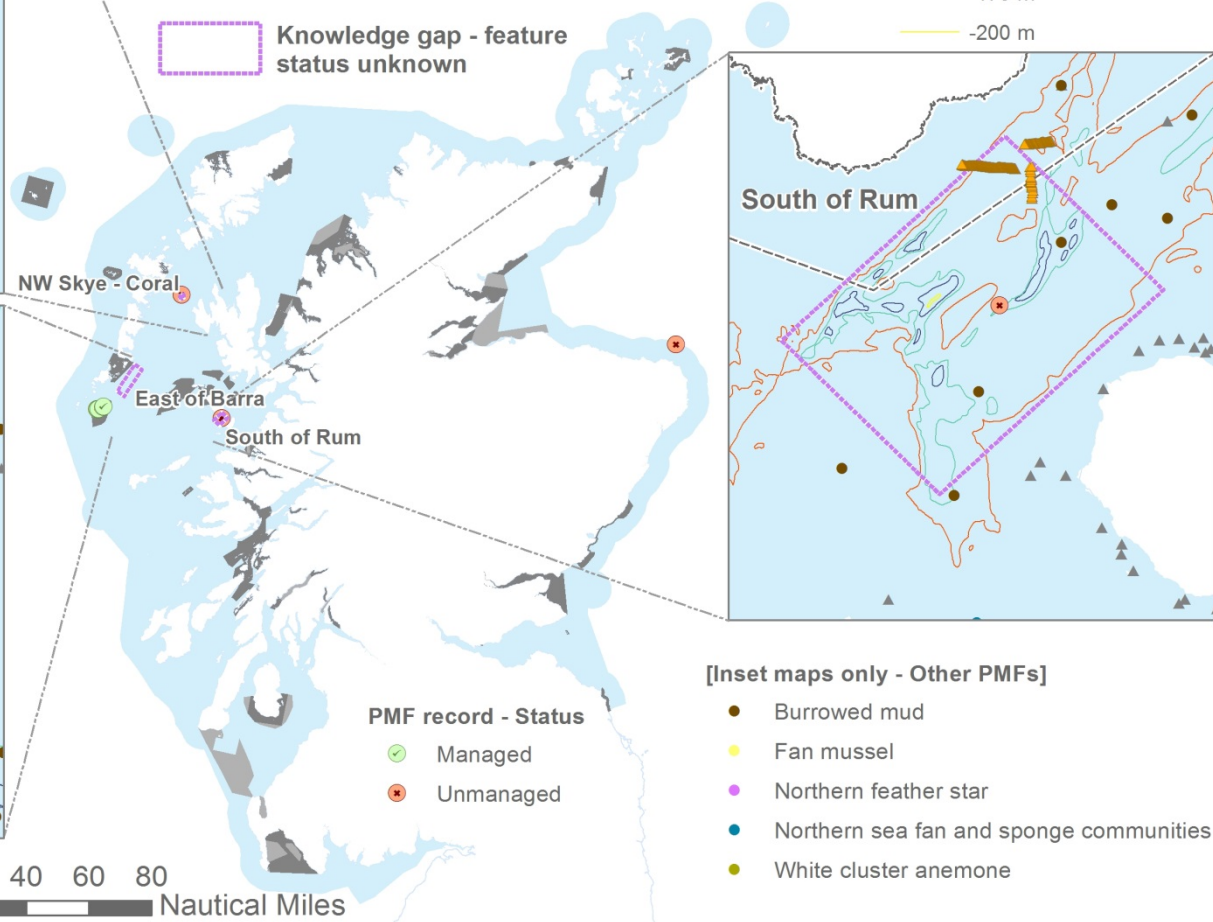 Knowledge gap - feature
status unknown
-200 m
South of Rum
NW Skye - Coral
East of Barra
South of Rum
PMF record - Status
Managed
Unmanaged
[Inset maps only - Other PMFs]
Burrowed mud
Fan mussel
Northern feather star
Northern sea fan and sponge communities
White cluster anemone
40 60 80
Nautical Miles